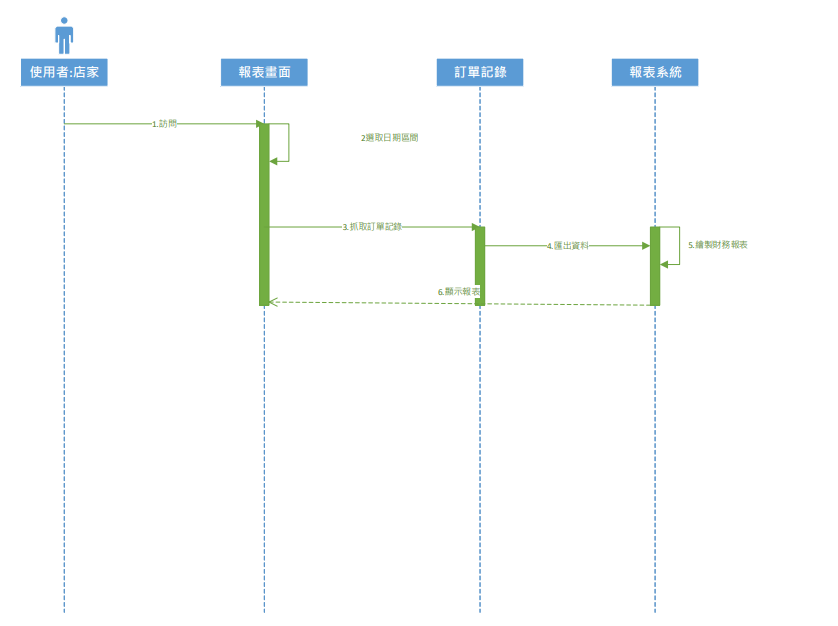 使用者:店家
報表畫面
訂單記錄
報表系統
1.訪問
2選取日期區間
3.抓取訂單記錄
4.匯出資料
5.繪製財務報表
6.顯示報表